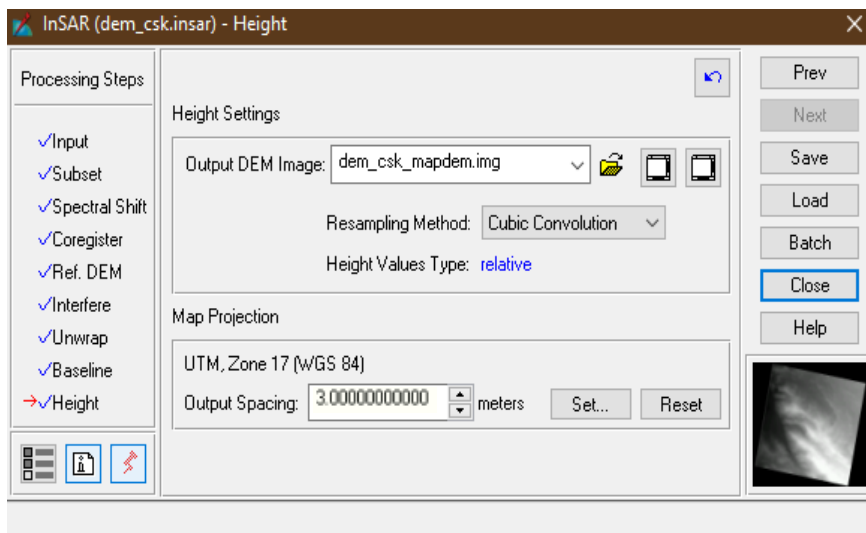 InSAR (dem_csk.insar) - Height
Processing Steps
✓Input
✓Subset
✓Spectral Shift
✓Coregister
✓Ref. DEM
✓Interfere
✓Unwrap
✓Baseline
→✓Height
Height Settings
Output DEM Image: dem_csk_mapdem.img
Resampling Method: Cubic Convolution
Height Values Type: relative
Map Projection
UTM, Zone 17 (WGS 84)
Output Spacing: 3.00000000000 meters Set... Reset
Prev
Next
Save
Load
Batch
Close
Help